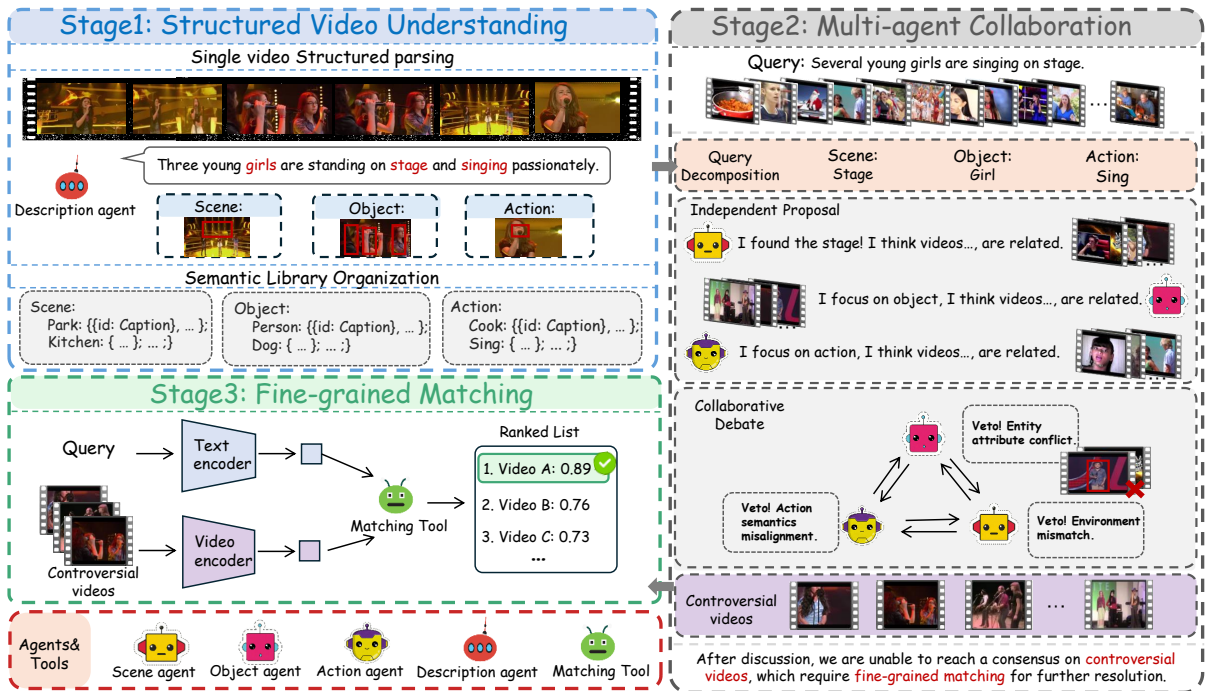 Stage1: Structured Video Understanding
Single video Structured parsing
Three young girls are standing on stage and singing passionately.
Description agent
Scene:
Object:
Action:
Semantic Library Organization
Scene:
Park: {{id: Caption}, ... };
Kitchen: { ... }; ... ;}
Object:
Person: {{id: Caption}, ... };
Dog: { ... }; ... ;}
Action:
Cook: {{id: Caption}, ... };
Sing: { ... }; ... ;}
Stage2: Multi-agent Collaboration
Query: Several young girls are singing on stage.
...
Query
Decomposition
Scene:
Stage
Object:
Girl
Action:
Sing
Independent Proposal
I found the stage! I think videos..., are related.
I focus on object, I think videos..., are related.
I focus on action, I think videos..., are related.
Collaborative
Debate
Veto! Entity
attribute conflict.
Veto! Action
semantics
misalignment.
Veto! Environment
mismatch.
Controversial
videos
...
After discussion, we are unable to reach a consensus on controversial
videos, which require fine-grained matching for further resolution.
Stage3: Fine-grained Matching
Query
Text
encoder
Controversial
videos
Video
encoder
Matching Tool
Ranked List
1. Video A: 0.89
2. Video B: 0.76
3. Video C: 0.73
...
Agents&
Tools
Scene agent
Object agent
Action agent
Description agent
Matching Tool